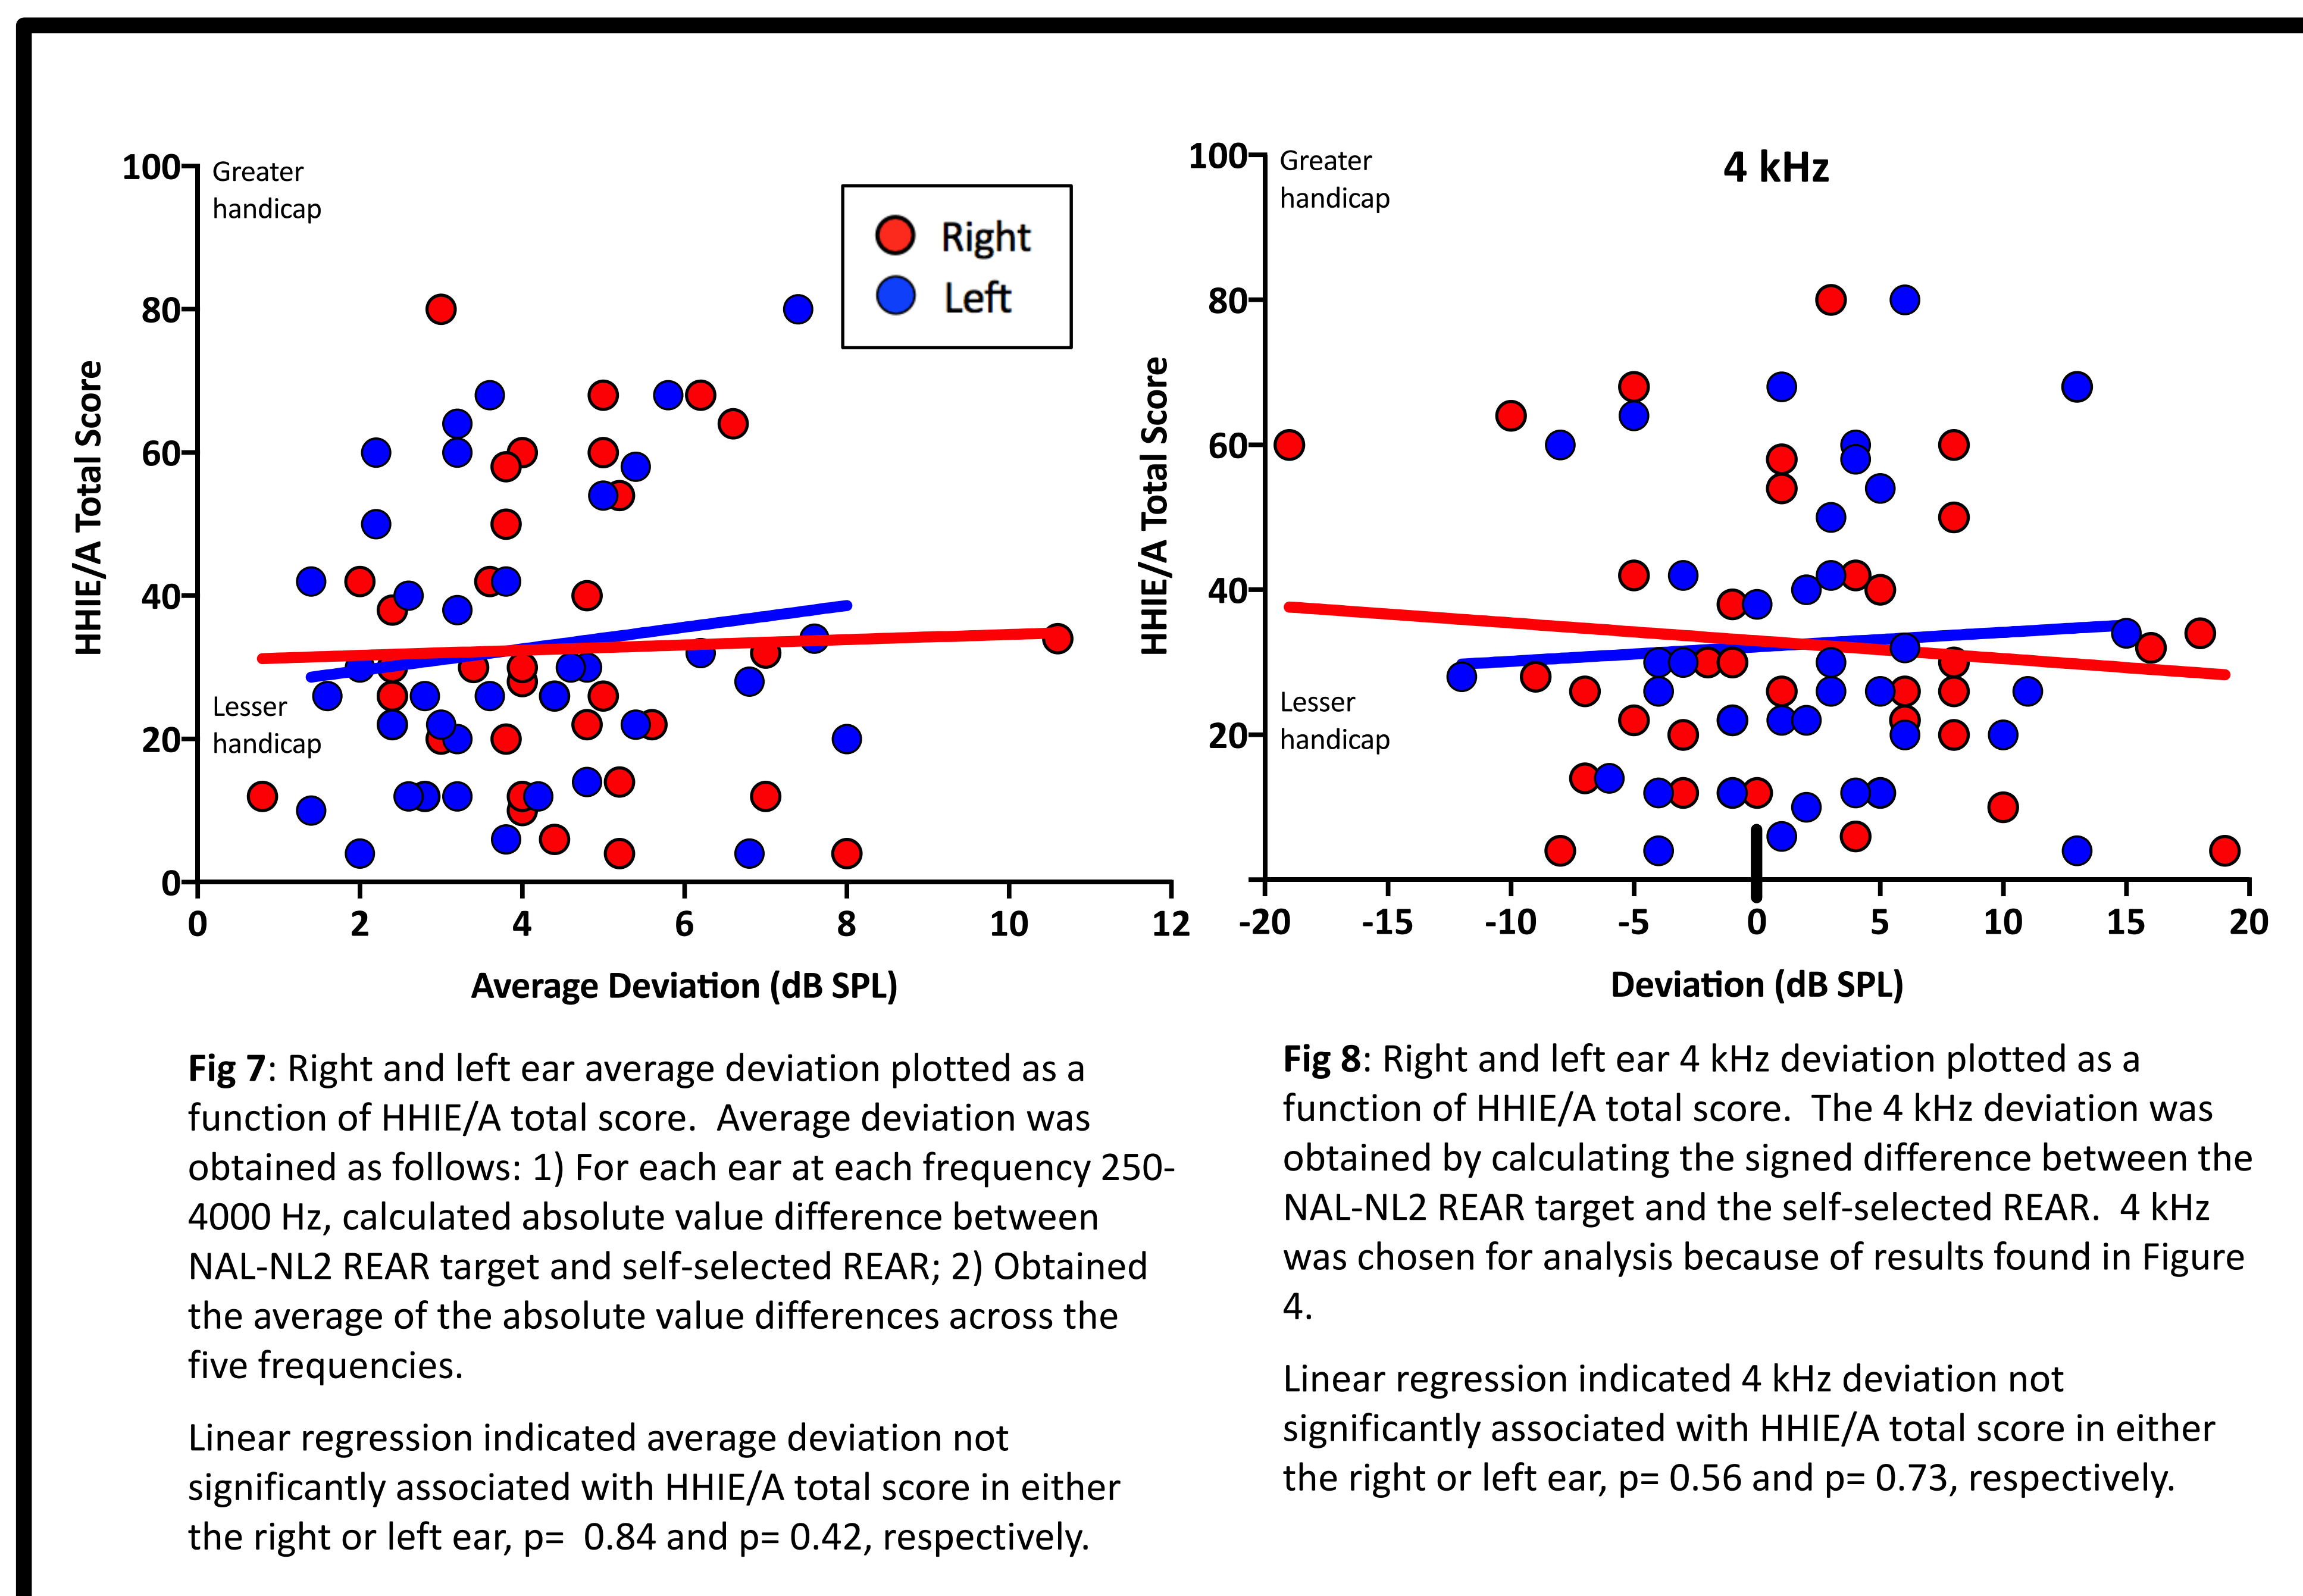 100
Greater
handicap
Right
Left
80
60
40
20
0
HHIE/A Total Score
Lesser
handicap
0 2 4 6 8 10 12
Average Deviation (dB SPL)
Fig 7: Right and left ear average deviation plotted as a
function of HHIE/A total score.  Average deviation was
obtained as follows: 1) For each ear at each frequency 250-
4000 Hz, calculated absolute value difference between
NAL-NL2 REAR target and self-selected REAR; 2) Obtained
the average of the absolute value differences across the
five frequencies.
Linear regression indicated average deviation not
significantly associated with HHIE/A total score in either
the right or left ear, p=  0.84 and p= 0.42, respectively.
4 kHz
100
Greater
handicap
80
60
40
20
HHIE/A Total Score
Lesser
handicap
-20 -15 -10 -5 0 5 10 15 20
Deviation (dB SPL)
Fig 8: Right and left ear 4 kHz deviation plotted as a
function of HHIE/A total score.  The 4 kHz deviation was
obtained by calculating the signed difference between the
NAL-NL2 REAR target and the self-selected REAR.  4 kHz
was chosen for analysis because of results found in Figure
4.
Linear regression indicated 4 kHz deviation not
significantly associated with HHIE/A total score in either
the right or left ear, p= 0.56 and p= 0.73, respectively.